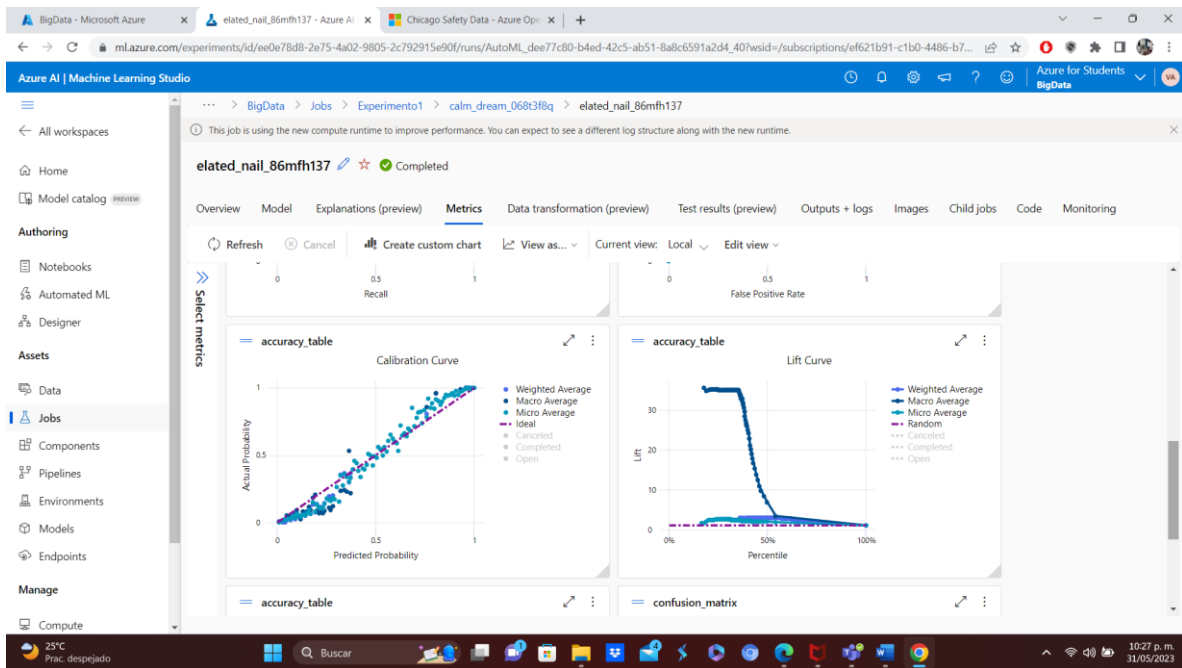 BigData - Microsoft Azure
elated_nail_86mfh137 - Azure AI
Chicago Safety Data - Azure Ope
ml.azure.com/experiments/id/ee0e78d8-2e75-4a02-9805-2c792915e90f/runs/AutoML_dee77c80-b4ed-42c5-ab51-8a8c6591a2d4_40?wsid=/subscriptions/ef621b91-c1b0-4486-b7...
Azure AI | Machine Learning Studio
Azure for Students
BigData
VA
All workspaces
Home
Model catalog PREVIEW
Authoring
Notebooks
Automated ML
Designer
Assets
Data
Jobs
Components
Pipelines
Environments
Models
Endpoints
Manage
Compute
... > BigData > Jobs > Experimento1 > calm_dream_068t3f8q > elated_nail_86mfh137
This job is using the new compute runtime to improve performance. You can expect to see a different log structure along with the new runtime.
elated_nail_86mfh137 Completed
Overview Model Explanations (preview) Metrics Data transformation (preview) Test results (preview) Outputs + logs Images Child jobs Code Monitoring
Refresh Cancel Create custom chart View as... Current view: Local Edit view
Select metrics
0 0.5 1
Recall
0 0.5 1
False Positive Rate
accuracy_table
Calibration Curve
1
0.5
0
Actual Probability
0 0.5 1
Predicted Probability
Weighted Average
Macro Average
Micro Average
Ideal
Canceled
Completed
Open
accuracy_table
Lift Curve
30
20
10
0
Lift
0% 50% 100%
Percentile
Weighted Average
Macro Average
Micro Average
Random
Canceled
Completed
Open
accuracy_table
confusion_matrix
25°C
Prac. despejado
Buscar
10:27 p. m.
31/05/2023